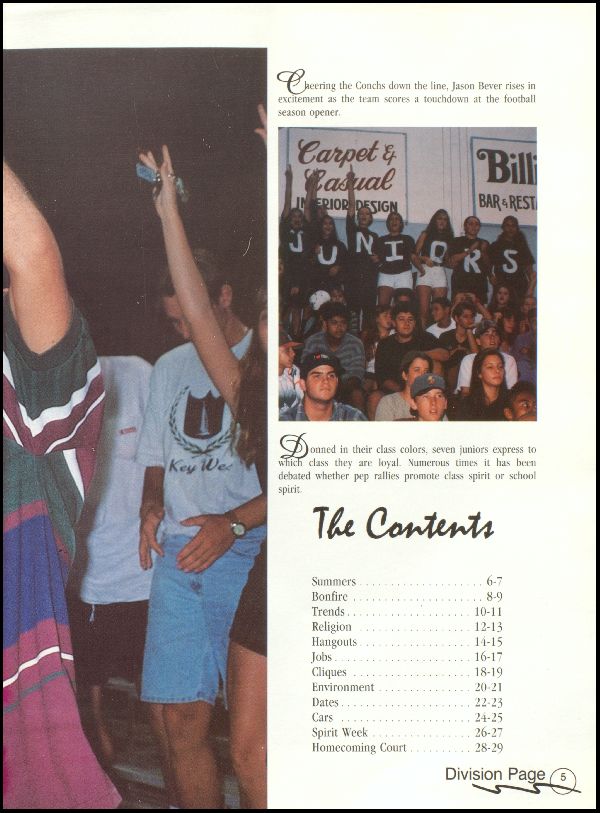 Cheering the Conchs down the line, Jason Bever rises in
excitement as the team scores a touchdown at the football
season opener.
Carpet &
Casual
INTERIOR DESIGN
Billi
BAR & REST
JUNIORS
Key Wes
Donned in their class colors, seven juniors express to
which class they are loyal. Numerous times it has been
debated whether pep rallies promote class spirit or school
spirit.
The Contents
Summers . . . . . . . . . . . . . . . . . . . . 6-7
Bonfire . . . . . . . . . . . . . . . . . . . . . 8-9
Trends . . . . . . . . . . . . . . . . . . . . 10-11
Religion . . . . . . . . . . . . . . . . . . 12-13
Hangouts . . . . . . . . . . . . . . . . . . 14-15
Jobs . . . . . . . . . . . . . . . . . . . . . . 16-17
Cliques . . . . . . . . . . . . . . . . . . . 18-19
Environment . . . . . . . . . . . . . . . 20-21
Dates . . . . . . . . . . . . . . . . . . . . . 22-23
Cars . . . . . . . . . . . . . . . . . . . . . 24-25
Spirit Week . . . . . . . . . . . . . . . . 26-27
Homecoming Court . . . . . . . . . . 28-29
Division Page 5